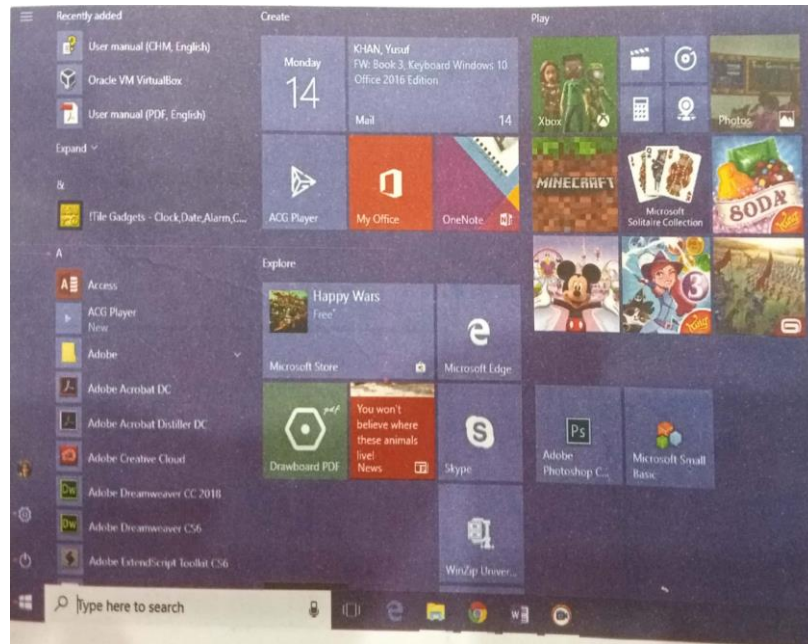 Recently added
User manual (CHM, English)
Oracle VM VirtualBox
User manual (PDF, English)
Expand
&
!Tile Gadgets - Clock,Date,Alarm,C...
A
Access
ACG Player
New
Adobe
Adobe Acrobat DC
Adobe Acrobat Distiller DC
Adobe Creative Cloud
Adobe Dreamweaver CC 2018
Adobe Dreamweaver CS6
Adobe ExtendScript Toolkit CS6
Create
Monday
14
KHAN, Yusuf
FW: Book 3, Keyboard Windows 10
Office 2016 Edition
Mail 14
ACG Player
My Office
OneNote
Explore
Happy Wars
Free*
Microsoft Store
Microsoft Edge
Drawboard PDF
You won't
believe where
these animals
live!
News
Skype
WinZip Univer...
Play
Xbox
Photos
MINECRAFT
Microsoft
Solitaire Collection
SODA
King
3
King
Ps
Adobe
Photoshop C...
Microsoft Small
Basic
Type here to search